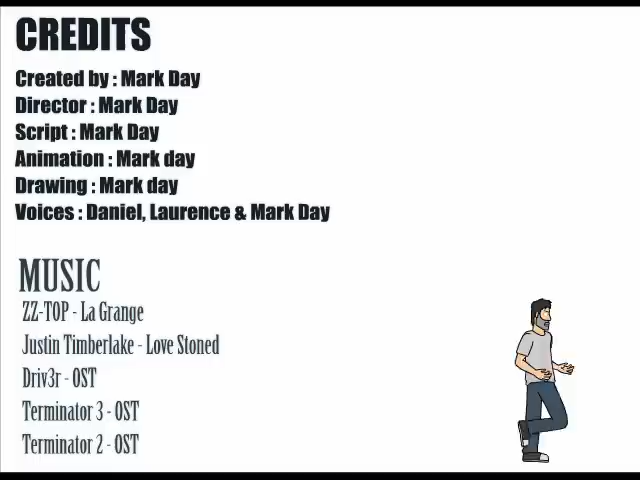 CREDITS
Created by : Mark Day
Director : Mark Day
Script : Mark Day
Animation : Mark day
Drawing : Mark day
Voices : Daniel, Laurence & Mark Day
MUSIC
ZZ-TOP - La Grange
Justin Timberlake - Love Stoned
Driv3r - OST
Terminator 3 - OST
Terminator 2 - OST